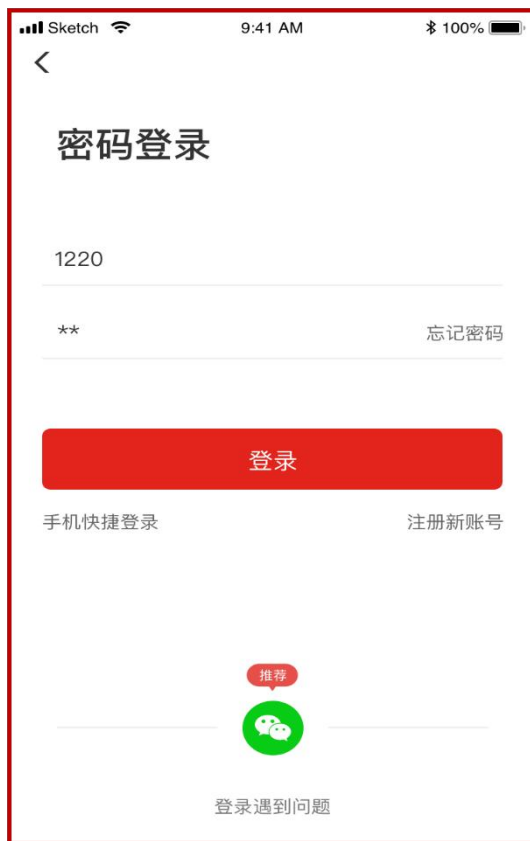 Sketch 9:41 AM 100%
密码登录
1220
** 忘记密码
登录
手机快捷登录 注册新账号
推荐
登录遇到问题